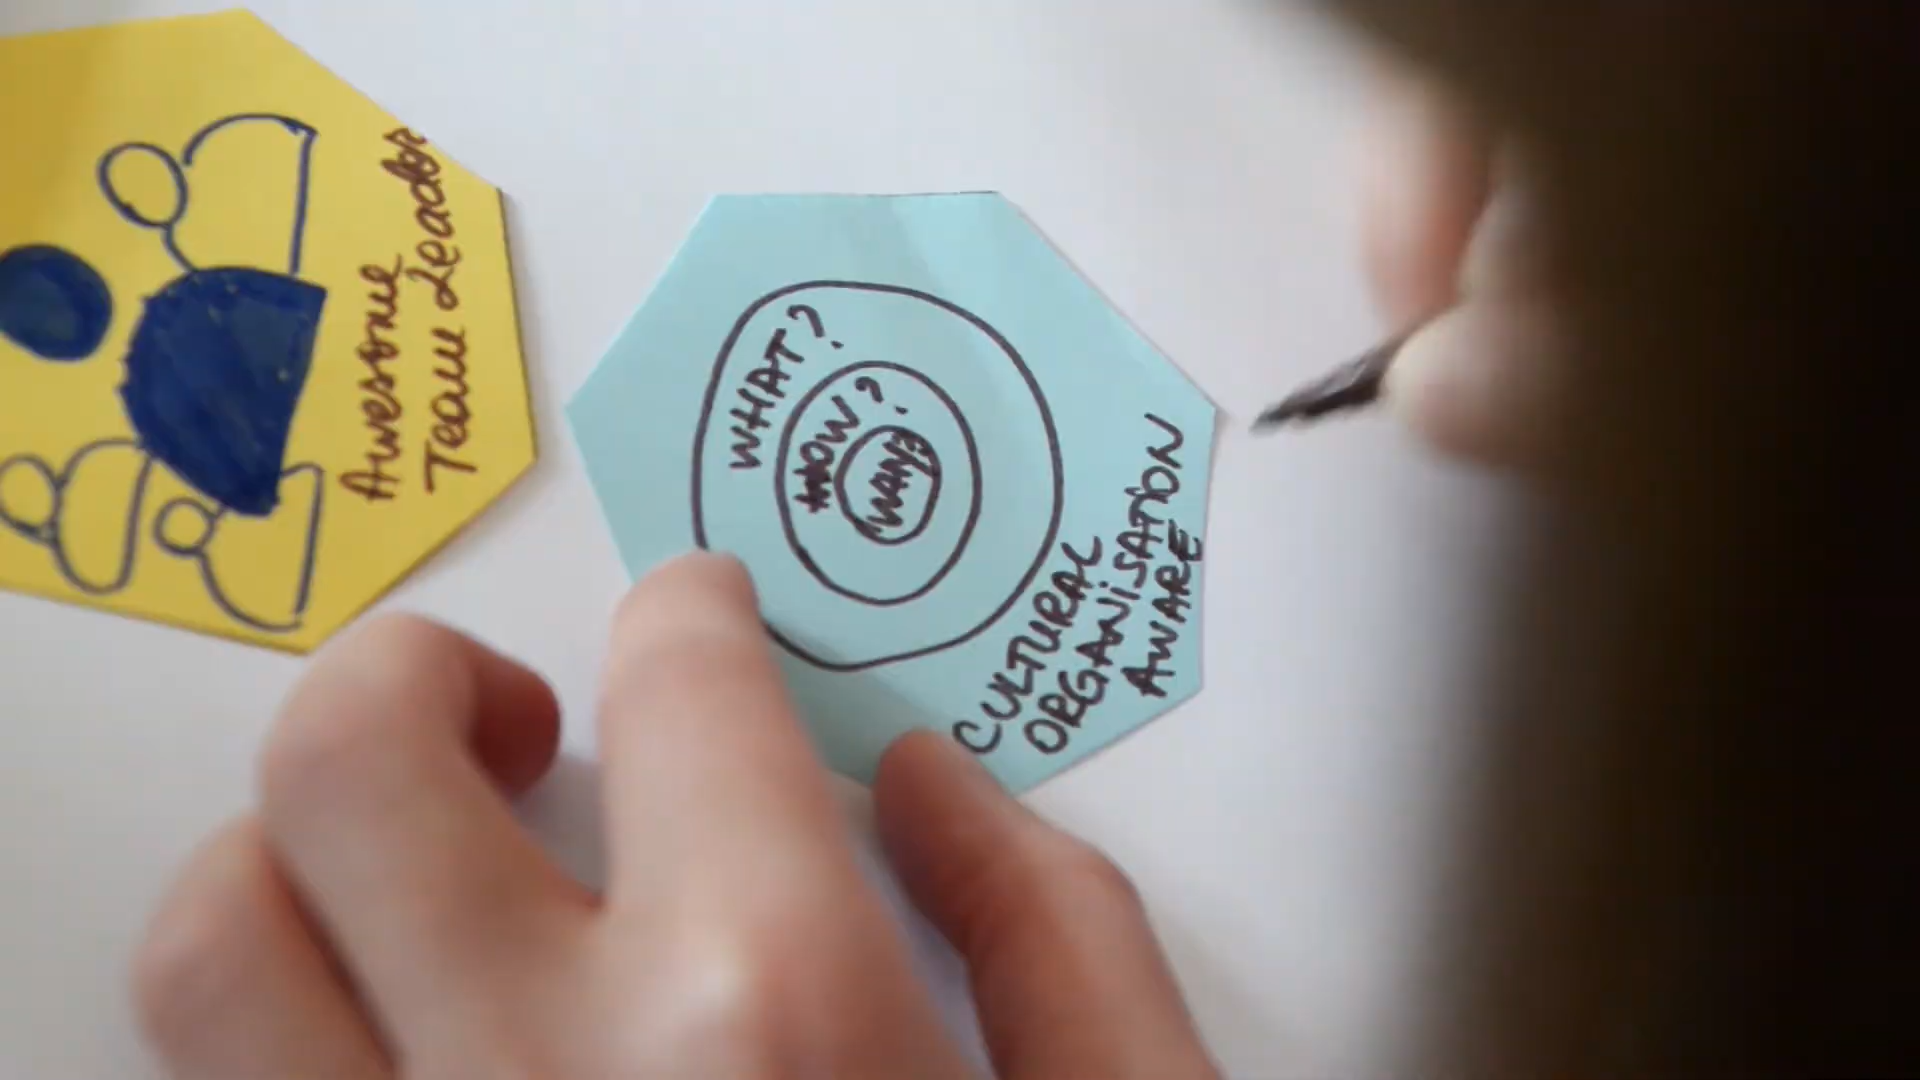 Awesome
Team Leader
WHAT?
HOW?
WHY?
CULTURAL
ORGANISATION
AWARE